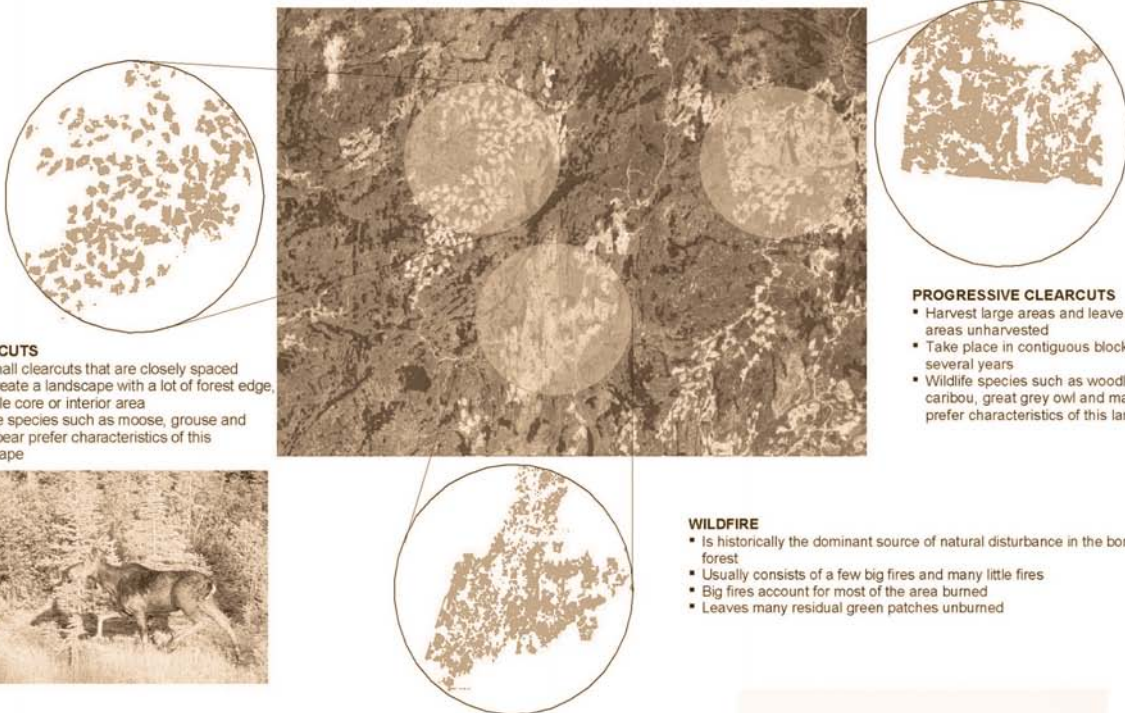 CUTS
all clearcuts that are closely spaced
eate a landscape with a lot of forest edge,
le core or interior area
e species such as moose, grouse and
bear prefer characteristics of this
ape
PROGRESSIVE CLEARCUTS
▪ Harvest large areas and leave
areas unharvested
▪ Take place in contiguous block
several years
▪ Wildlife species such as woodl
caribou, great grey owl and ma
prefer characteristics of this lan
WILDFIRE
▪ Is historically the dominant source of natural disturbance in the bor
forest
▪ Usually consists of a few big fires and many little fires
▪ Big fires account for most of the area burned
▪ Leaves many residual green patches unburned